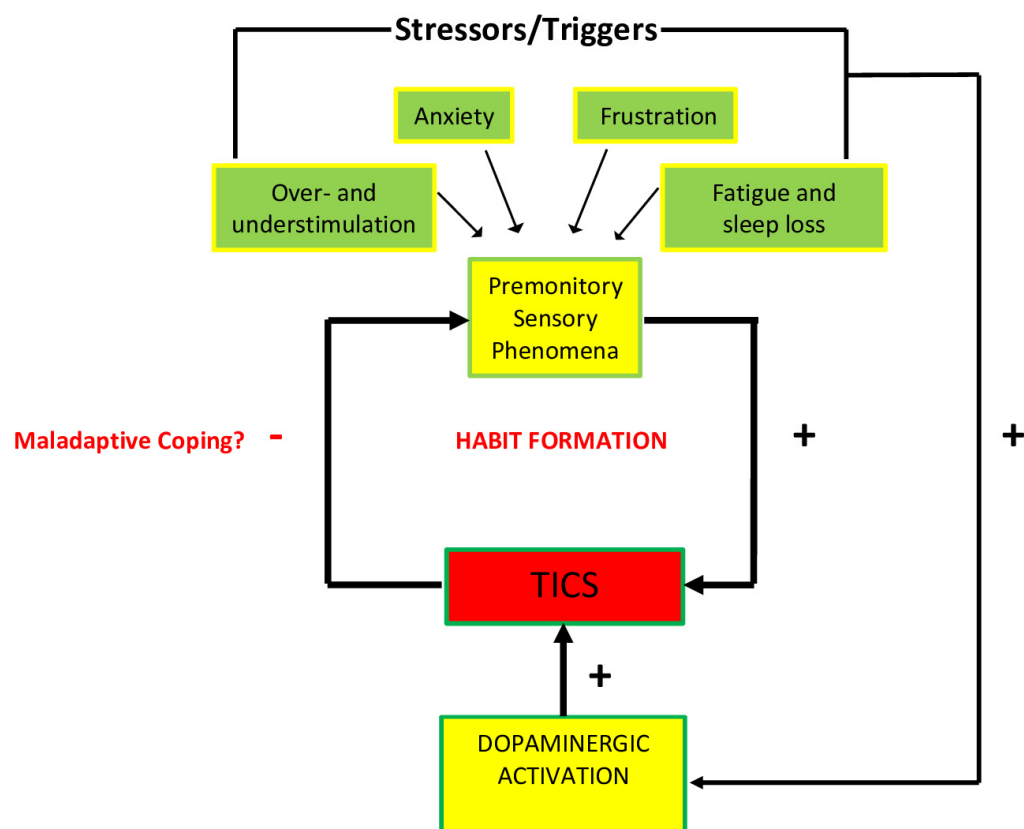 Stressors/Triggers
Anxiety
Frustration
Over- and
understimulation
Fatigue and
sleep loss
Premonitory
Sensory
Phenomena
Maladaptive Coping? -
HABIT FORMATION
+
+
TICS
+
DOPAMINERGIC
ACTIVATION